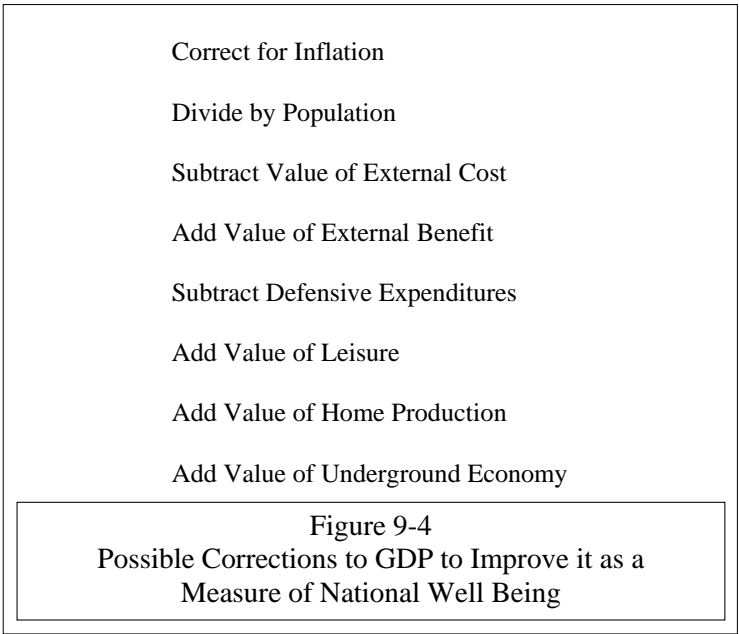 Correct for Inflation
Divide by Population
Subtract Value of External Cost
Add Value of External Benefit
Subtract Defensive Expenditures
Add Value of Leisure
Add Value of Home Production
Add Value of Underground Economy
Figure 9-4
Possible Corrections to GDP to Improve it as a
Measure of National Well Being